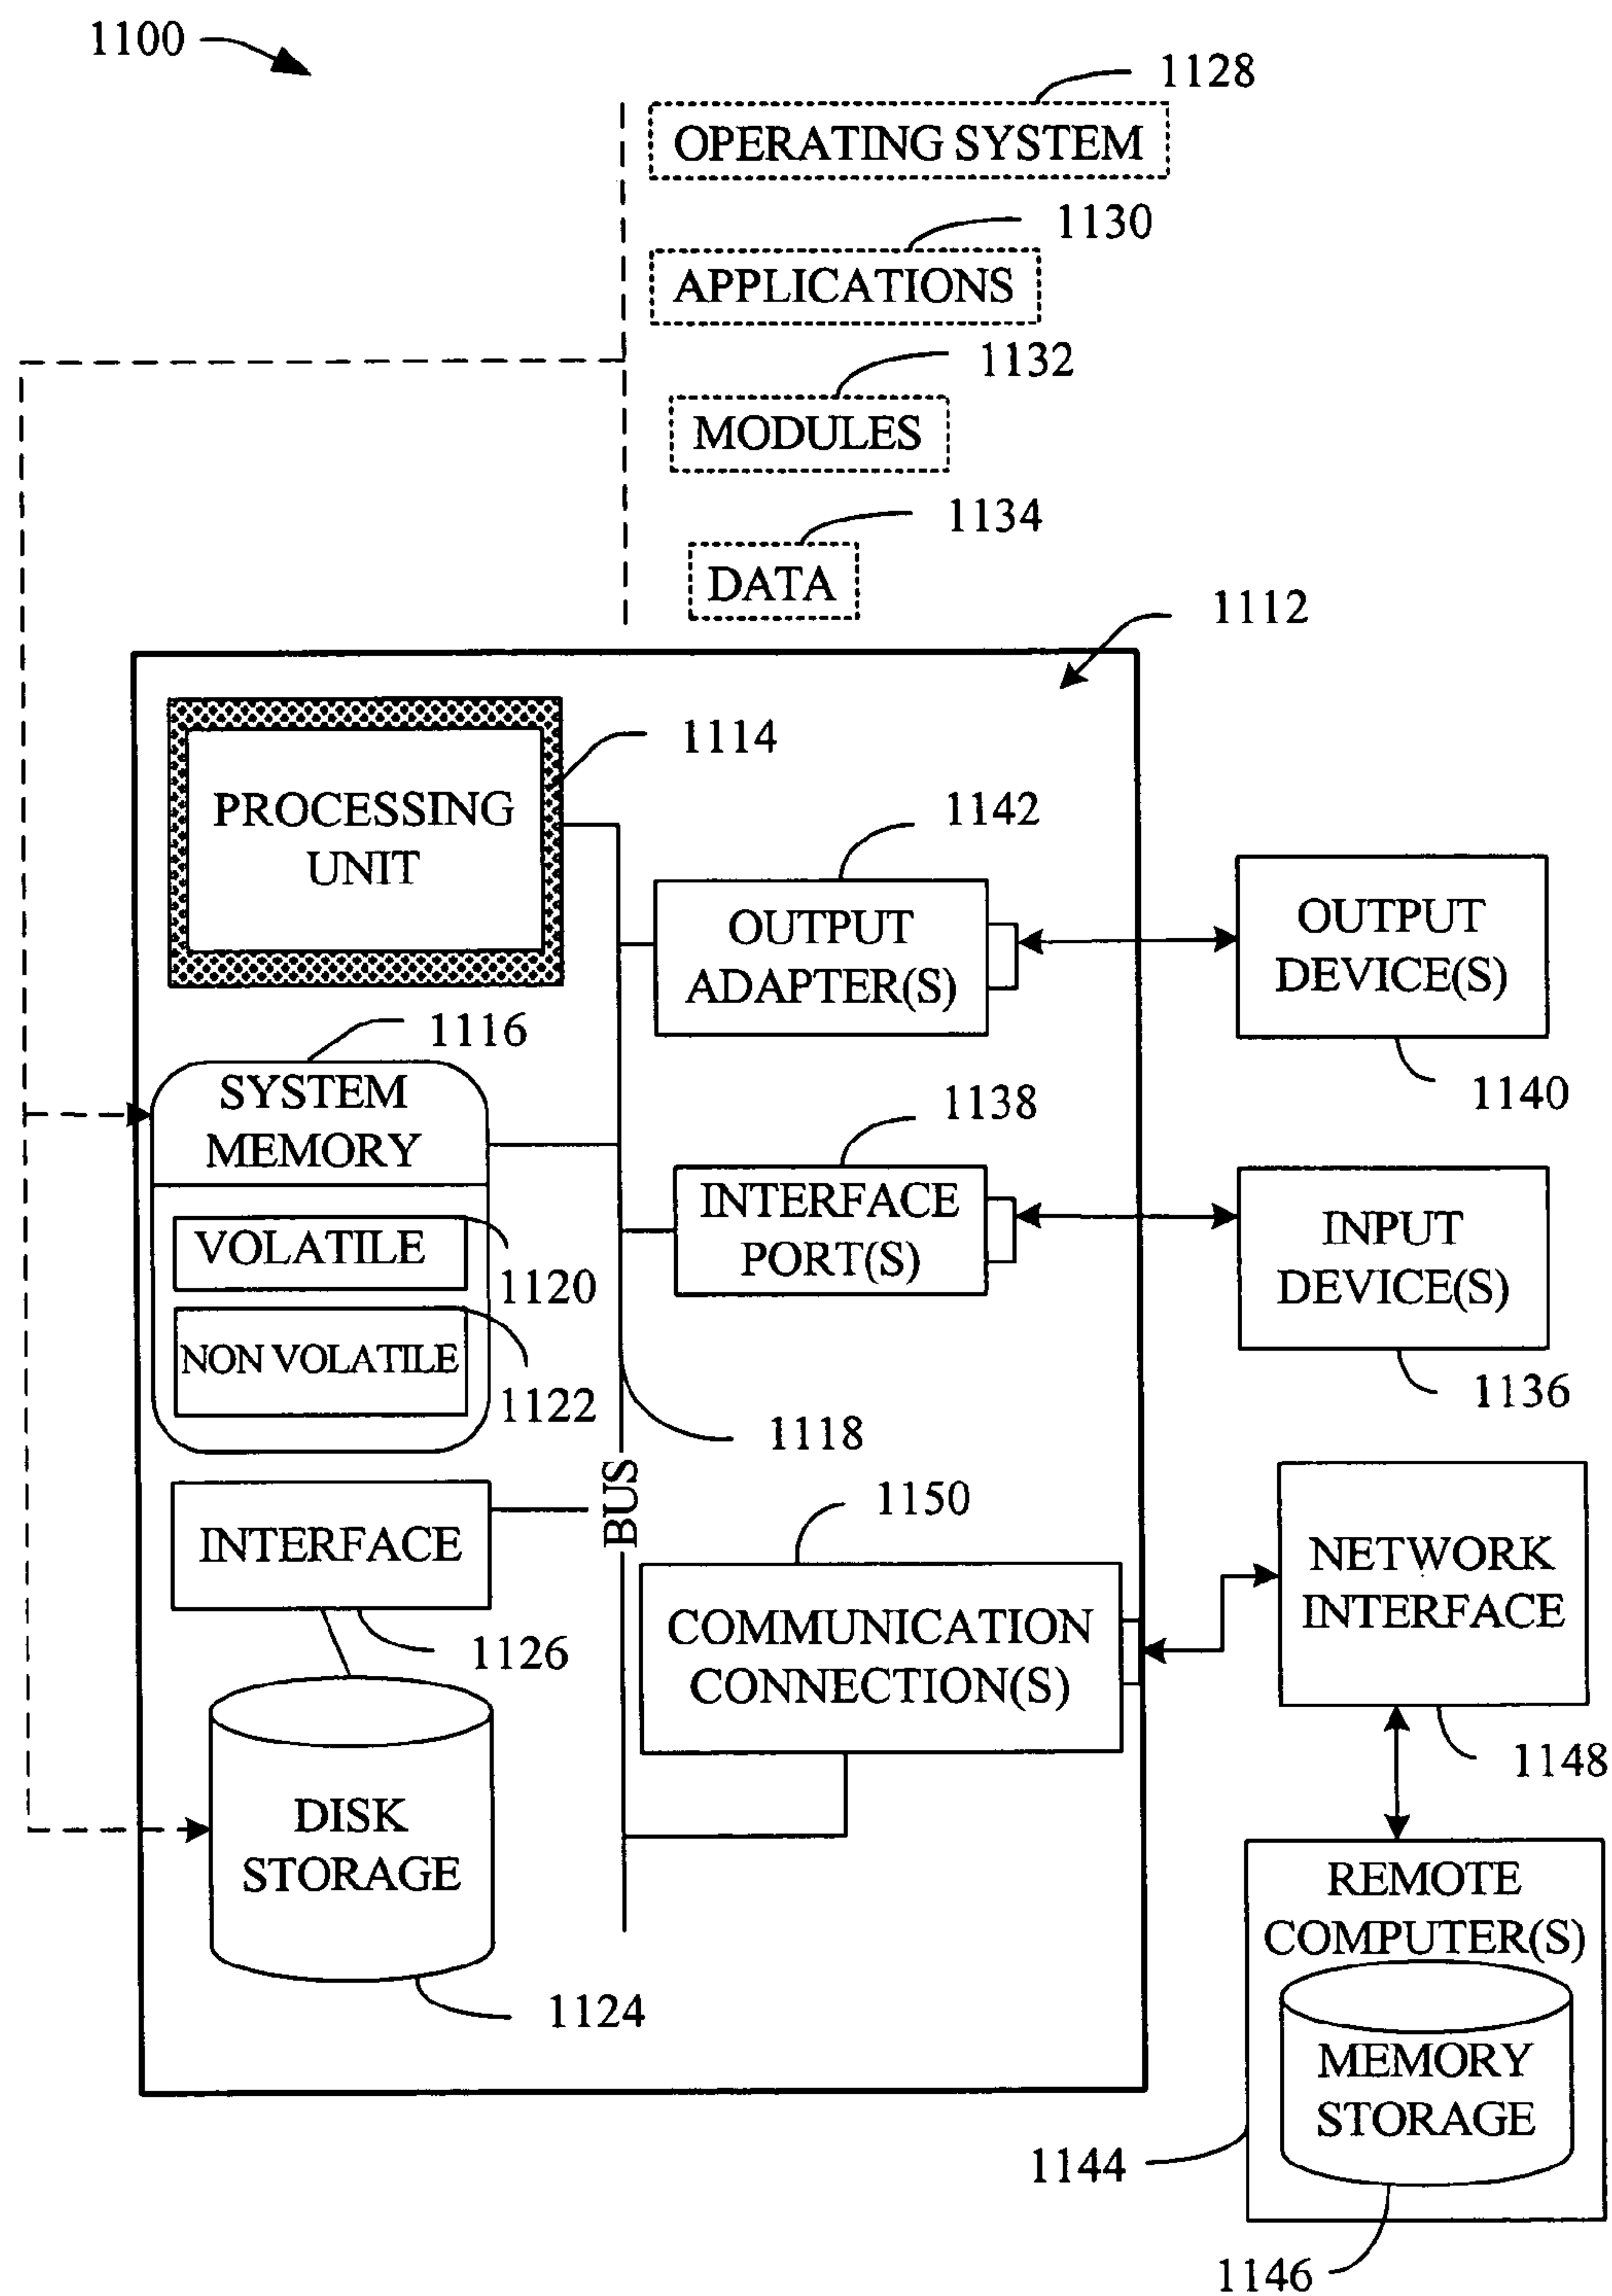 1100
1128
OPERATING SYSTEM
1130
APPLICATIONS
1132
MODULES
1134
DATA
1112
PROCESSING
UNIT
1114
1142
OUTPUT
ADAPTER(S)
OUTPUT
DEVICE(S)
1140
1116
SYSTEM
MEMORY
VOLATILE
1120
NON VOLATILE
1122
1138
INTERFACE
PORT(S)
INPUT
DEVICE(S)
1136
1118
BUS
INTERFACE
1126
1150
COMMUNICATION
CONNECTION(S)
NETWORK
INTERFACE
1148
DISK
STORAGE
1124
REMOTE
COMPUTER(S)
MEMORY
STORAGE
1144
1146